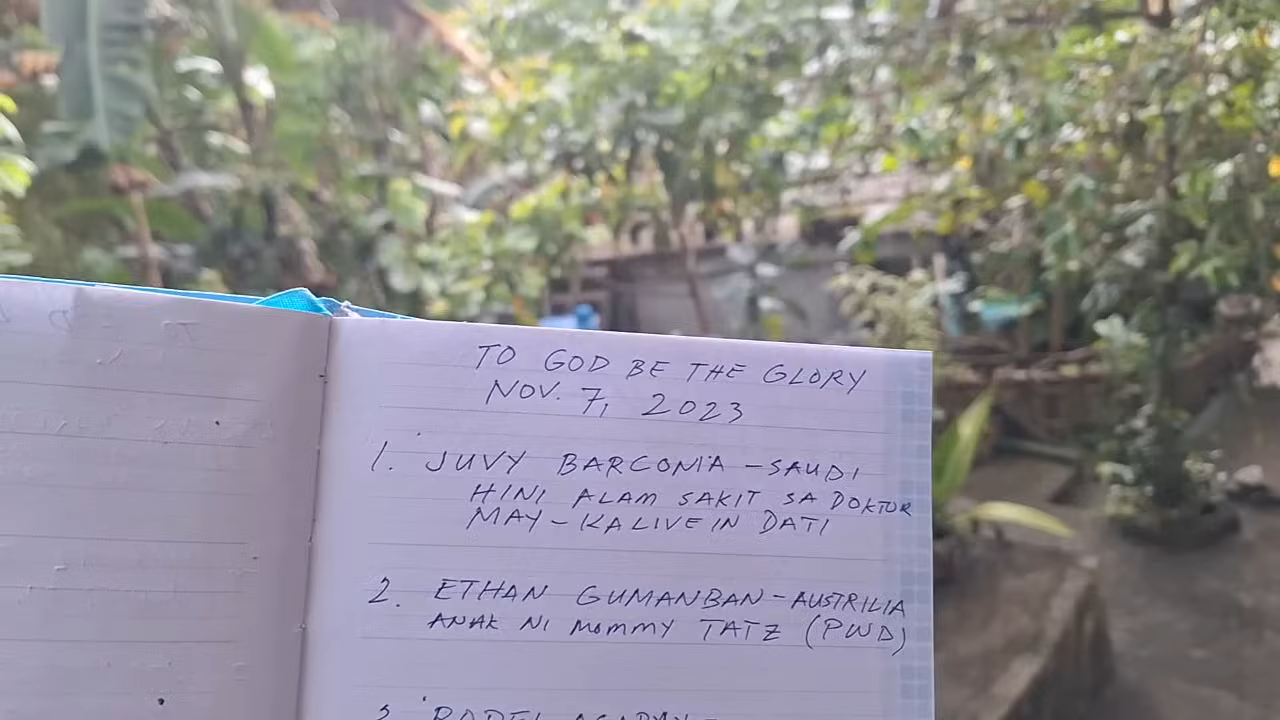 TO GOD BE THE GLORY
NOV. 7, 2023
1. JUVY BARCONIA - SAUDI
HINI ALAM SAKIT SA DOKTOR
MAY - KALIVE IN DATI
2. ETHAN GUMANBAN - AUSTRILIA
ANAK NI MOMMY TATZ (PWD)